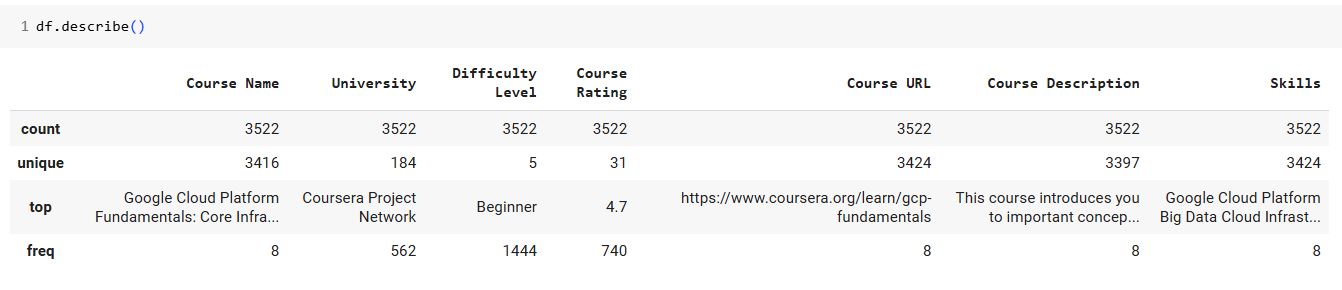 1 df.describe()
Course Name University Difficulty Level Course Rating Course URL Course Description Skills
count 3522 3522 3522 3522 3522 3522 3522
unique 3416 184 5 31 3424 3397 3424
top Google Cloud Platform Fundamentals: Core Infra... Coursera Project Network Beginner 4.7 https://www.coursera.org/learn/gcp-fundamentals This course introduces you to important concep... Google Cloud Platform Big Data Cloud Infrast...
freq 8 562 1444 740 8 8 8